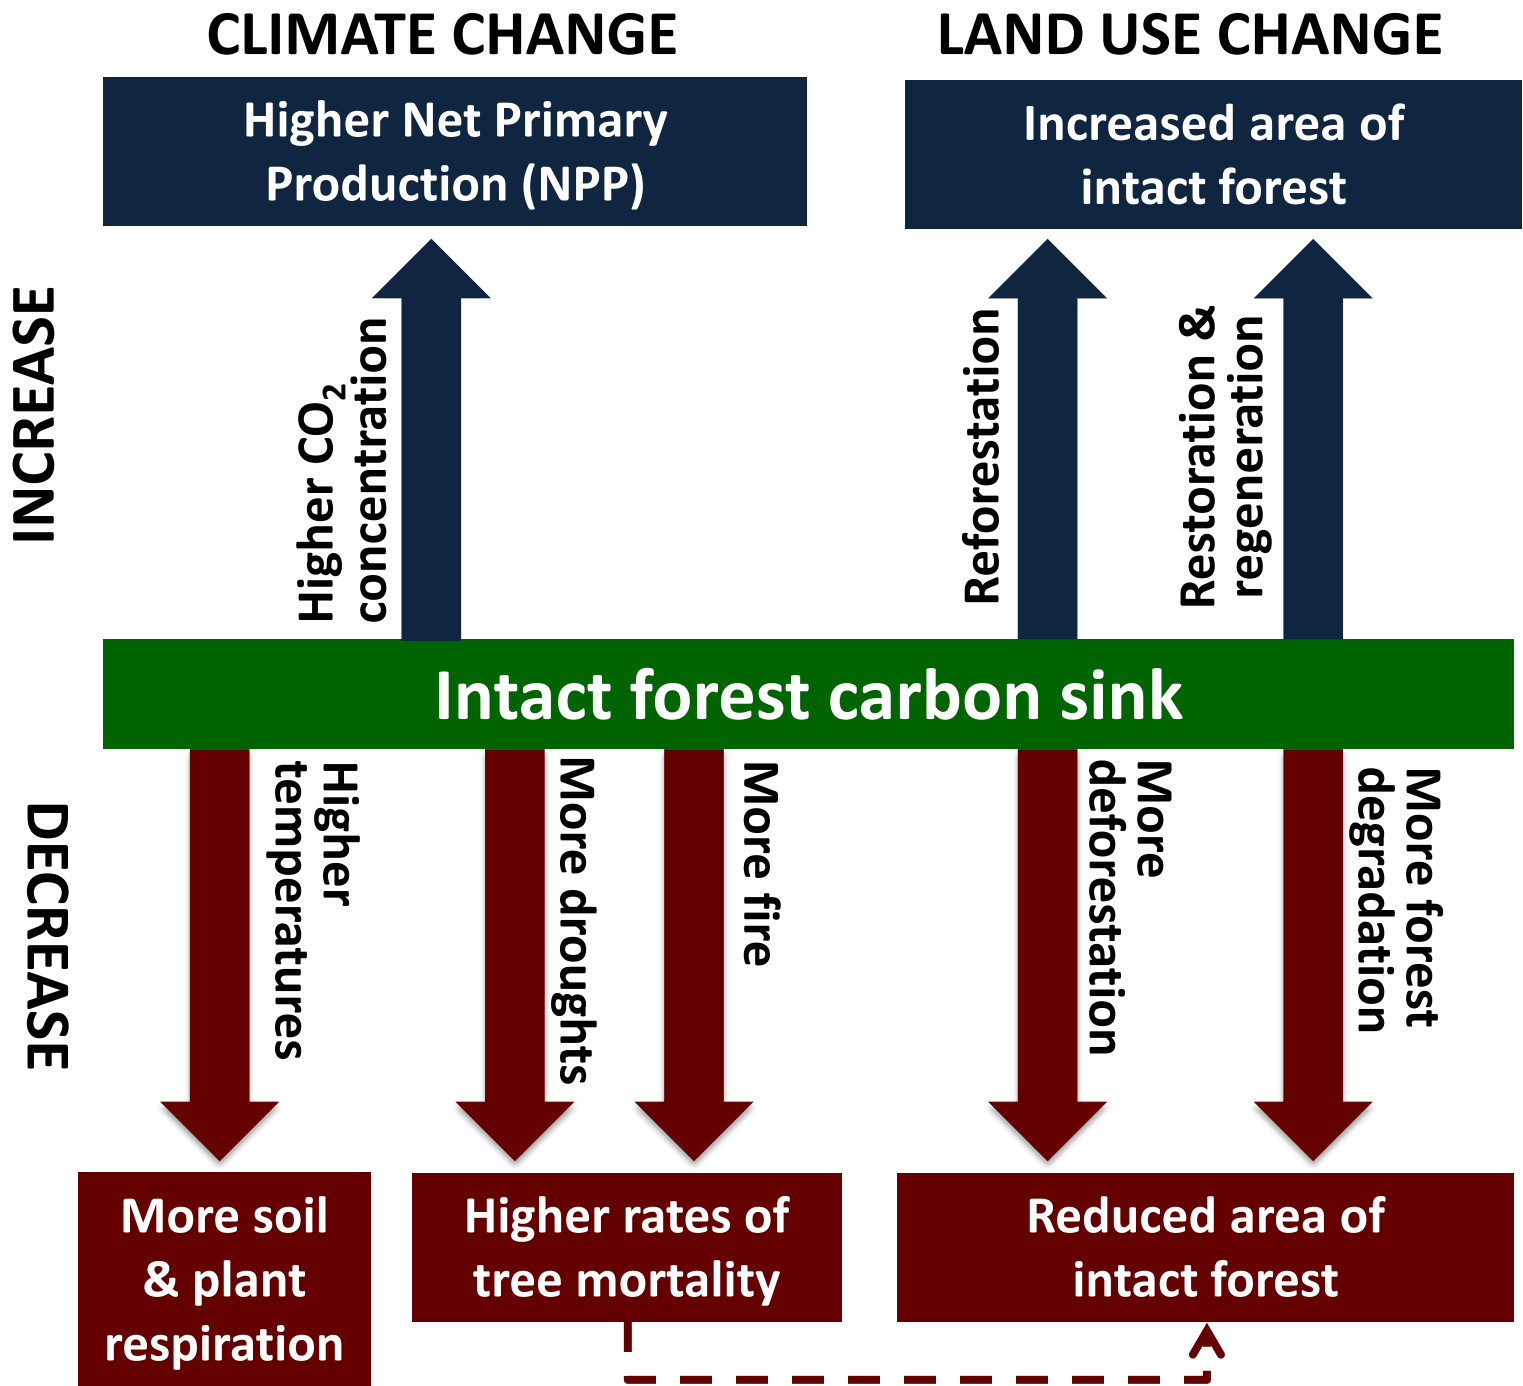 CLIMATE CHANGE
LAND USE CHANGE
Higher Net Primary
Production (NPP)
Increased area of
intact forest
INCREASE
Higher CO₂
concentration
Reforestation
Restoration &
regeneration
Intact forest carbon sink
DECREASE
Higher
temperatures
More droughts
More fire
More
deforestation
More forest
degradation
More soil
& plant
respiration
Higher rates of
tree mortality
Reduced area of
intact forest